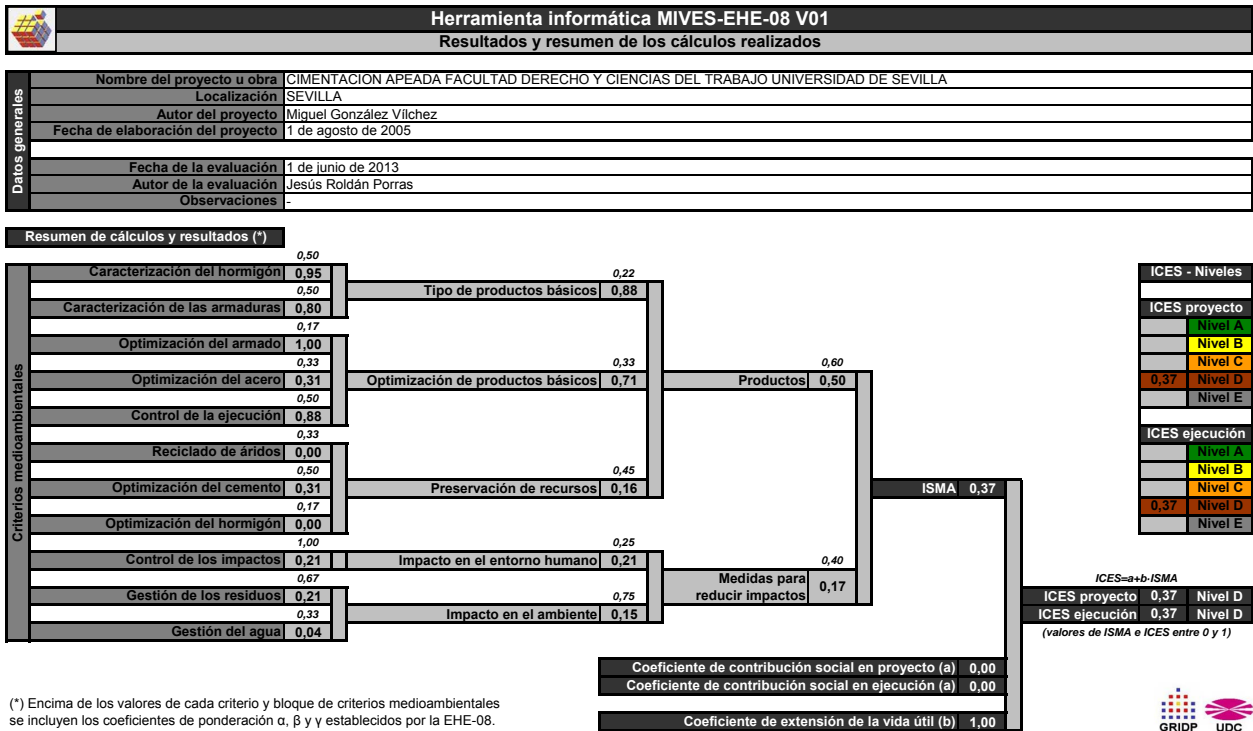 Herramienta informática MIVES-EHE-08 V01
Resultados y resumen de los cálculos realizados
Datos generales
Nombre del proyecto u obra CIMENTACION APEADA FACULTAD DERECHO Y CIENCIAS DEL TRABAJO UNIVERSIDAD DE SEVILLA
Localización SEVILLA
Autor del proyecto Miguel González Vílchez
Fecha de elaboración del proyecto 1 de agosto de 2005
Fecha de la evaluación 1 de junio de 2013
Autor de la evaluación Jesús Roldán Porras
Observaciones -
Resumen de cálculos y resultados (*)
Criterios medioambientales
0,50
Caracterización del hormigón 0,95
0,50
Caracterización de las armaduras 0,80
0,17
Optimización del armado 1,00
0,33
Optimización del acero 0,31
0,50
Control de la ejecución 0,88
0,33
Reciclado de áridos 0,00
0,50
Optimización del cemento 0,31
0,17
Optimización del hormigón 0,00
1,00
Control de los impactos 0,21
0,67
Gestión de los residuos 0,21
0,33
Gestión del agua 0,04
0,22
Tipo de productos básicos 0,88
0,33
Optimización de productos básicos 0,71
0,45
Preservación de recursos 0,16
0,25
Impacto en el entorno humano 0,21
0,75
Impacto en el ambiente 0,15
0,60
Productos 0,50
0,40
Medidas para
reducir impactos 0,17
ISMA 0,37
Coeficiente de contribución social en proyecto (a) 0,00
Coeficiente de contribución social en ejecución (a) 0,00
Coeficiente de extensión de la vida útil (b) 1,00
ICES - Niveles
ICES proyecto
Nivel A
Nivel B
Nivel C
0,37 Nivel D
Nivel E
ICES ejecución
Nivel A
Nivel B
Nivel C
0,37 Nivel D
Nivel E
ICES=a+b·ISMA
ICES proyecto 0,37 Nivel D
ICES ejecución 0,37 Nivel D
(valores de ISMA e ICES entre 0 y 1)
(*) Encima de los valores de cada criterio y bloque de criterios medioambientales
se incluyen los coeficientes de ponderación α, β y γ establecidos por la EHE-08.
GRIDP UDC